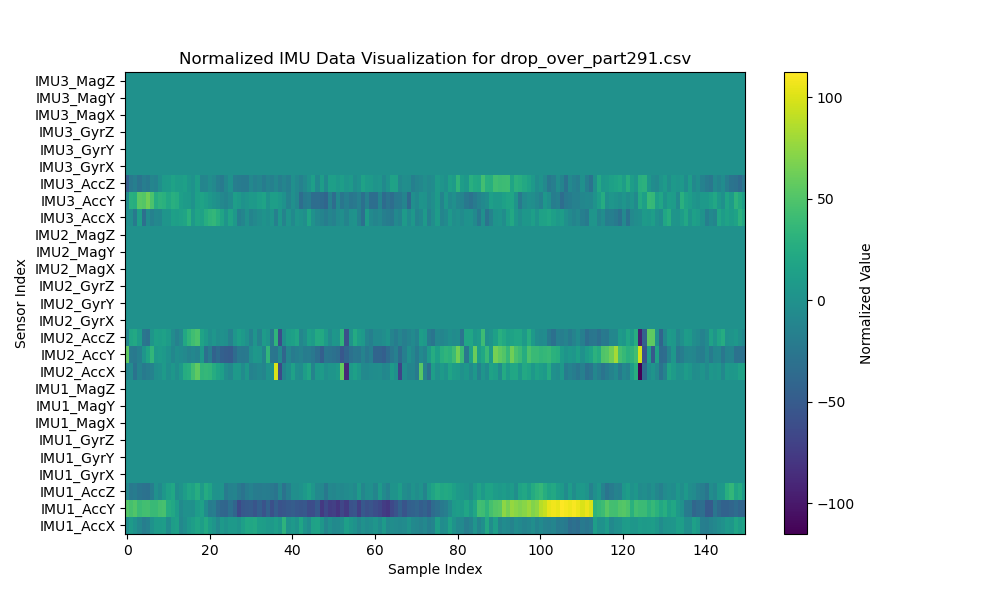 Normalized IMU Data Visualization for drop_over_part291.csv
IMU3_MagZ
IMU3_MagY
IMU3_MagX
IMU3_GyrZ
IMU3_GyrY
IMU3_GyrX
IMU3_AccZ
IMU3_AccY
IMU3_AccX
IMU2_MagZ
IMU2_MagY
IMU2_MagX
IMU2_GyrZ
IMU2_GyrY
IMU2_GyrX
IMU2_AccZ
IMU2_AccY
IMU2_AccX
IMU1_MagZ
IMU1_MagY
IMU1_MagX
IMU1_GyrZ
IMU1_GyrY
IMU1_GyrX
IMU1_AccZ
IMU1_AccY
IMU1_AccX
Sensor Index
0 20 40 60 80 100 120 140
Sample Index
100
50
0
−50
−100
Normalized Value